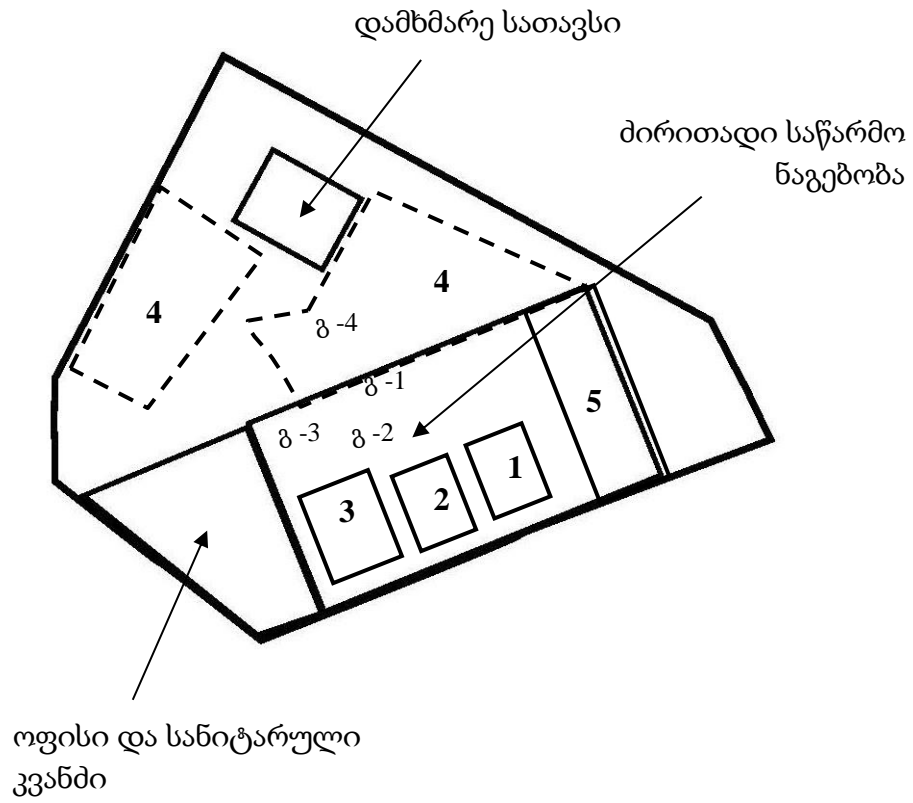 დამხმარე სათავსი
ძირითადი საწარმო
ნაგებობა
4
4
გ -4
გ -1
5
გ -3
გ -2
1
2
3
ოფისი და სანიტარული
კვანძი